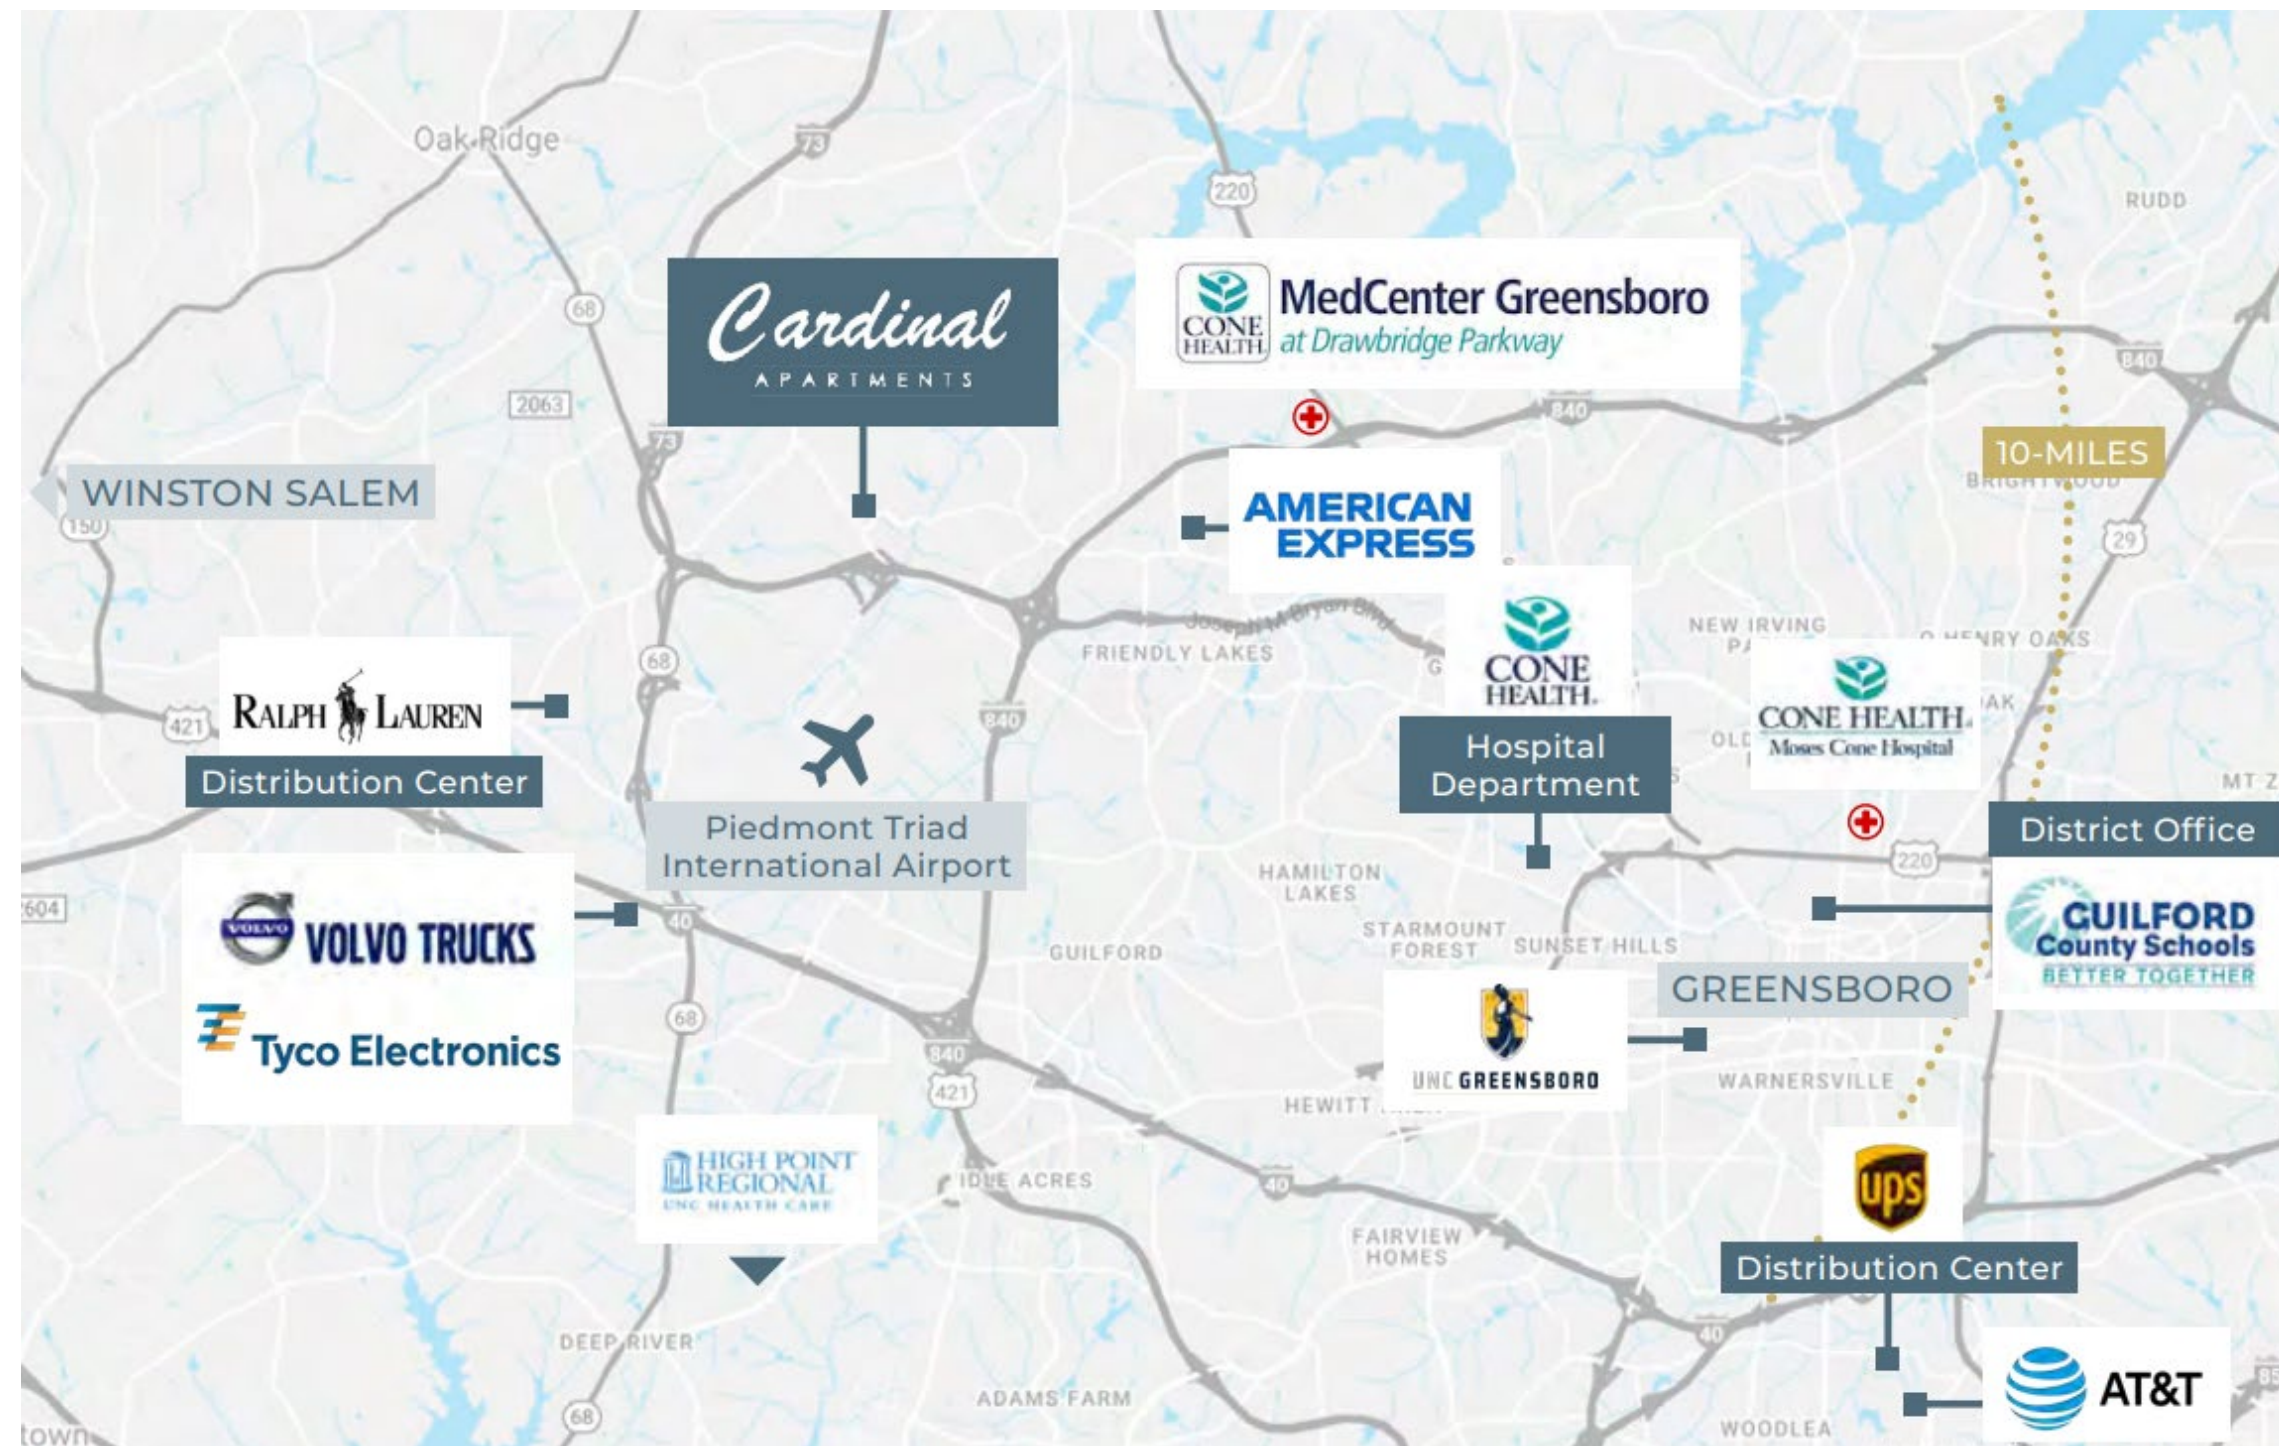 Oak Ridge
73
220
RUDD
68
Cardinal
APARTMENTS
CONE
HEALTH
MedCenter Greensboro
at Drawbridge Parkway
840
2063
840
73
10-MILES
WINSTON SALEM
150
AMERICAN
EXPRESS
29
Joseph M Bryan Blvd
FRIENDLY LAKES
CONE
HEALTH
NEW IRVING
O HENRY OAKS
68
RALPH LAUREN
421
Distribution Center
840
Hospital
Department
CONE HEALTH
Moses Cone Hospital
Piedmont Triad
International Airport
District Office
220
HAMILTON
LAKES
604
VOLVO
VOLVO TRUCKS
40
GUILFORD
STARMOUNT
FOREST
SUNSET HILLS
GUILFORD
County Schools
BETTER TOGETHER
GREENSBORO
TE
Tyco Electronics
68
840
421
UNC GREENSBORO
WARNERSVILLE
HEWITT
HIGH POINT
REGIONAL
UNC HEALTH CARE
IDLE ACRES
40
ups
FAIRVIEW
HOMES
Distribution Center
DEEP RIVER
40
AT&T
85
ADAMS FARM
68
WOODLEA
town